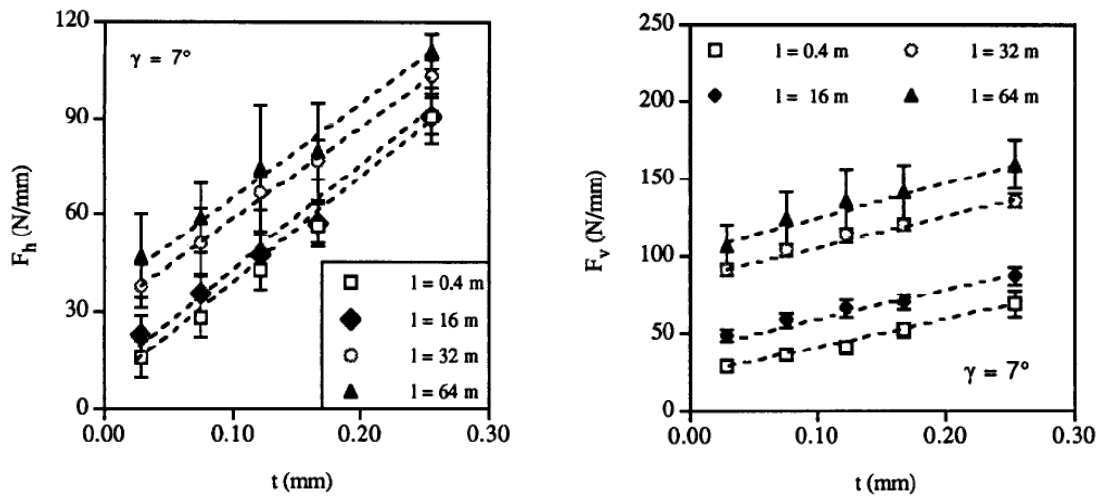 120
90
60
30
0
F_h (N/mm)
γ = 7°
l = 0.4 m
l = 16 m
l = 32 m
l = 64 m
0.00 0.10 0.20 0.30
t (mm)
250
200
150
100
50
0
F_v (N/mm)
l = 0.4 m l = 32 m
l = 16 m l = 64 m
γ = 7°
0.00 0.10 0.20 0.30
t (mm)